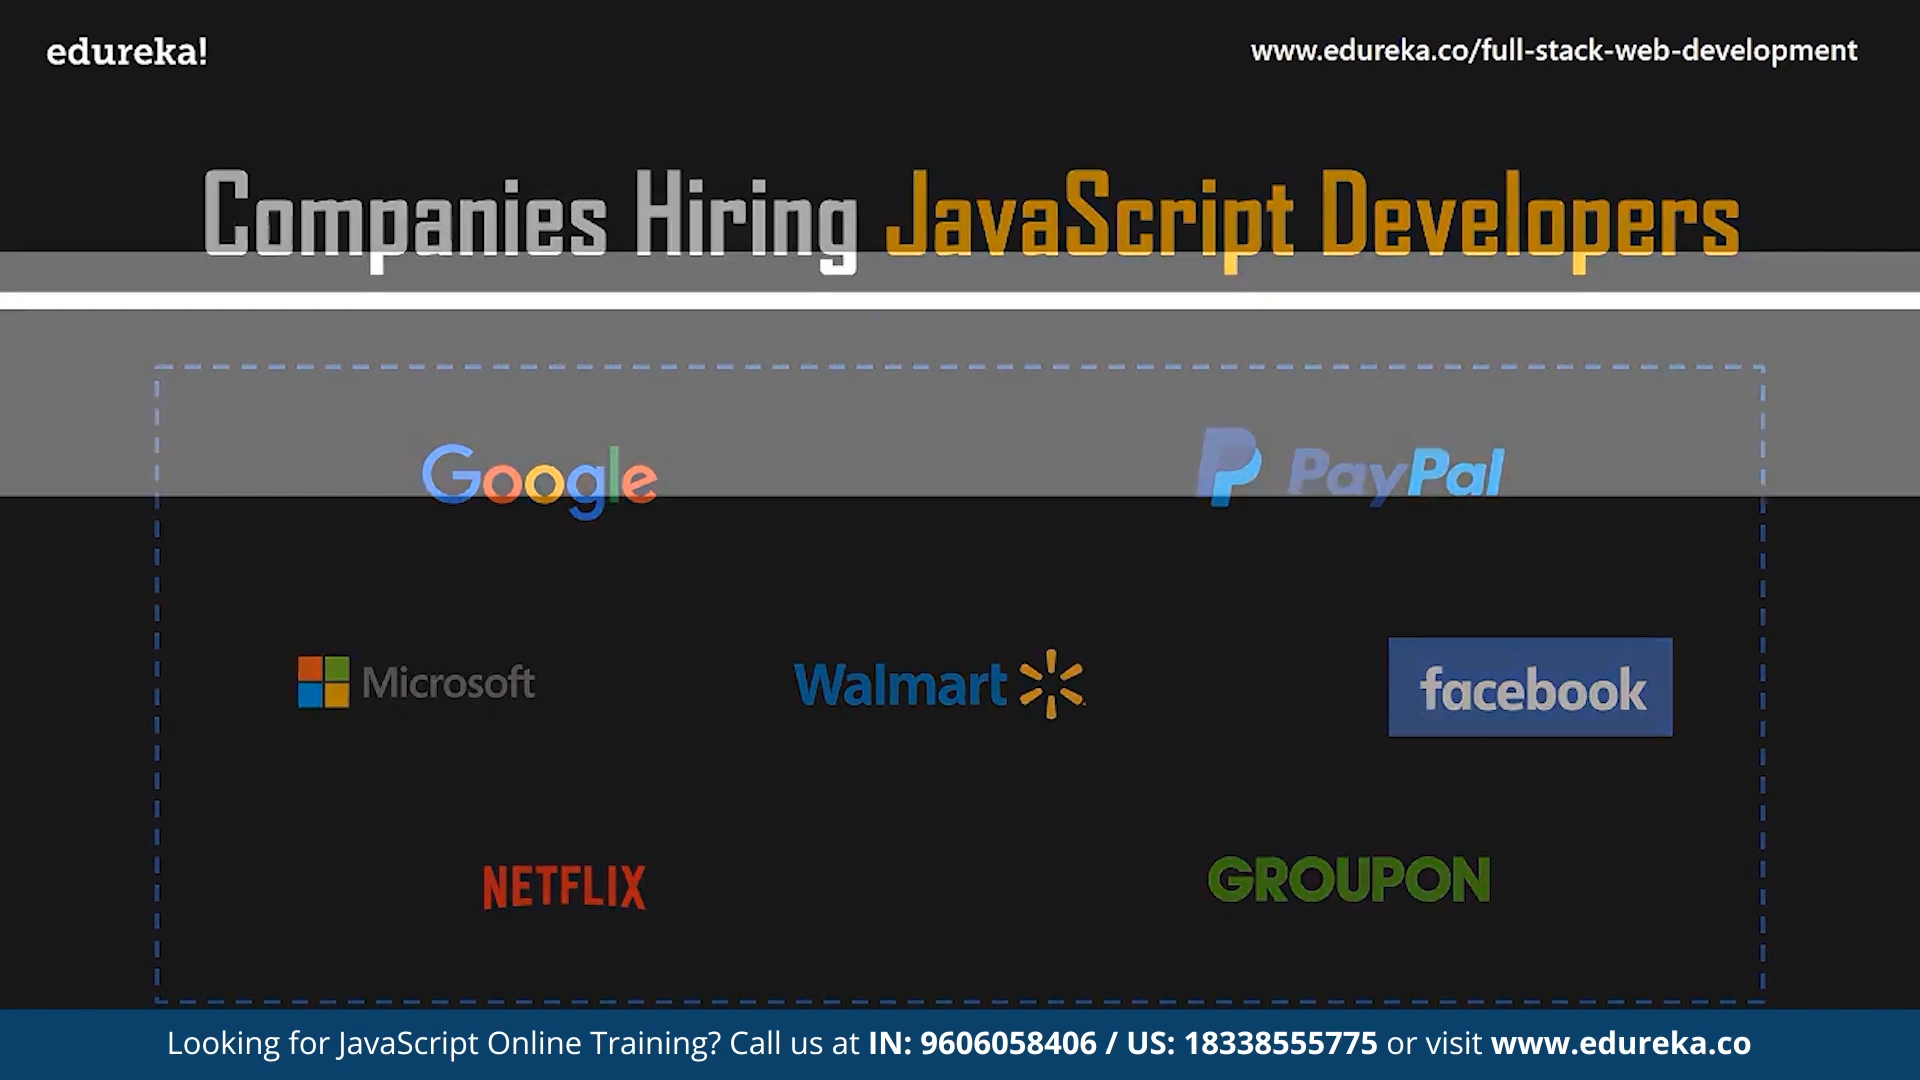 edureka!
www.edureka.co/full-stack-web-development
Companies Hiring JavaScript Developers
Google
PayPal
Microsoft
Walmart
facebook
NETFLIX
GROUPON
Looking for JavaScript Online Training? Call us at IN: 9606058406 / US: 18338555775 or visit www.edureka.co